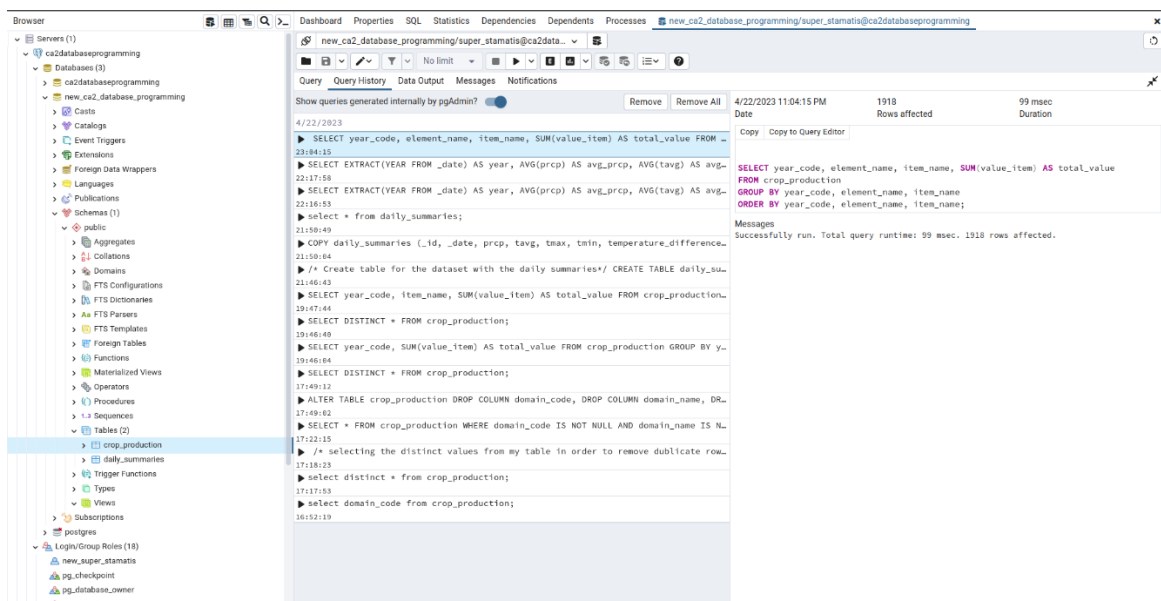 Browser
Servers (1)
ca2databaseprogramming
Databases (3)
ca2databaseprogramming
new_ca2_database_programming
Casts
Catalogs
Event Triggers
Extensions
Foreign Data Wrappers
Languages
Publications
Schemas (1)
public
Aggregates
Collations
Domains
FTS Configurations
FTS Dictionaries
Aa FTS Parsers
FTS Templates
Foreign Tables
Functions
Materialized Views
Operators
Procedures
1..3 Sequences
Tables (2)
crop_production
daily_summaries
Trigger Functions
Types
Views
Subscriptions
postgres
Login/Group Roles (18)
new_super_stamatis
pg_checkpoint
pg_database_owner
Dashboard Properties SQL Statistics Dependencies Dependents Processes new_ca2_database_programming/super_stamatis@ca2databaseprogramming
new_ca2_database_programming/super_stamatis@ca2data...
No limit
Query Query History Data Output Messages Notifications
Show queries generated internally by pgAdmin? Remove Remove All
4/22/2023
SELECT year_code, element_name, item_name, SUM(value_item) AS total_value FROM …
23:04:15
SELECT EXTRACT(YEAR FROM _date) AS year, AVG(prcp) AS avg_prcp, AVG(tavg) AS avg…
22:17:58
SELECT EXTRACT(YEAR FROM _date) AS year, AVG(prcp) AS avg_prcp, AVG(tavg) AS avg…
22:16:53
select * from daily_summaries;
21:50:49
COPY daily_summaries (_id, _date, prcp, tavg, tmax, tmin, temperature_difference…
21:50:04
/* Create table for the dataset with the daily summaries*/ CREATE TABLE daily_su…
21:46:43
SELECT year_code, item_name, SUM(value_item) AS total_value FROM crop_production…
19:47:44
SELECT DISTINCT * FROM crop_production;
19:46:40
SELECT year_code, SUM(value_item) AS total_value FROM crop_production GROUP BY y…
19:46:04
SELECT DISTINCT * FROM crop_production;
17:49:12
ALTER TABLE crop_production DROP COLUMN domain_code, DROP COLUMN domain_name, DR…
17:49:02
SELECT * FROM crop_production WHERE domain_code IS NOT NULL AND domain_name IS N…
17:22:15
/* selecting the distinct values from my table in order to remove dublicate row…
17:18:23
select distinct * from crop_production;
17:17:53
select domain_code from crop_production;
16:52:19
4/22/2023 11:04:15 PM 1918 99 msec
Date Rows affected Duration
Copy Copy to Query Editor
SELECT year_code, element_name, item_name, SUM(value_item) AS total_value
FROM crop_production
GROUP BY year_code, element_name, item_name
ORDER BY year_code, element_name, item_name;
Messages
Successfully run. Total query runtime: 99 msec. 1918 rows affected.